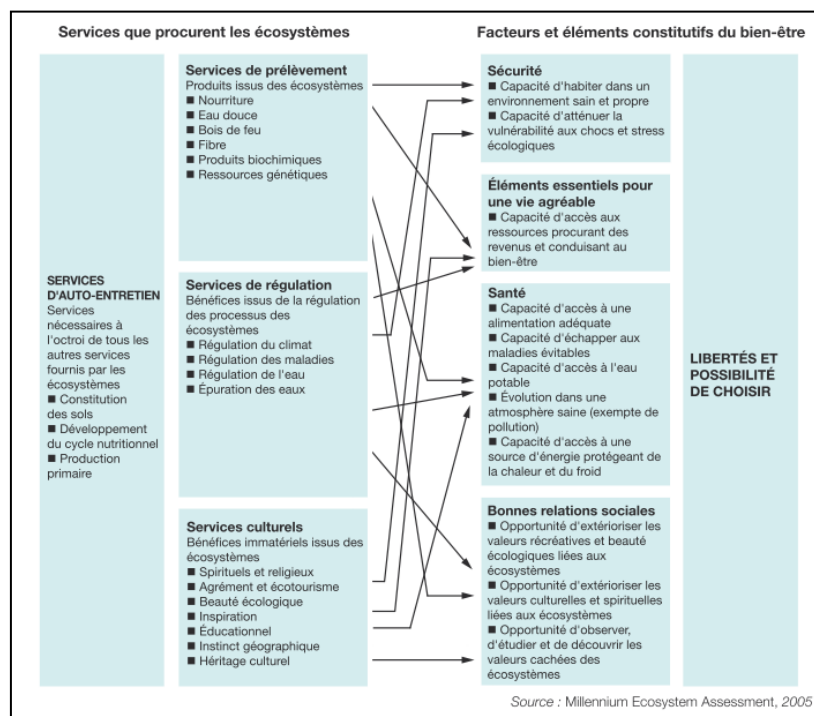 Services que procurent les écosystèmes
Facteurs et éléments constitutifs du bien-être
SERVICES
D'AUTO-ENTRETIEN
Services
nécessaires à
l'octroi de tous les
autres services
fournis par les
écosystèmes
■ Constitution
des sols
■ Développement
du cycle nutritionnel
■ Production
primaire
Services de prélèvement
Produits issus des écosystèmes
■ Nourriture
■ Eau douce
■ Bois de feu
■ Fibre
■ Produits biochimiques
■ Ressources génétiques
Services de régulation
Bénéfices issus de la régulation
des processus des
écosystèmes
■ Régulation du climat
■ Régulation des maladies
■ Régulation de l'eau
■ Épuration des eaux
Services culturels
Bénéfices immatériels issus des
écosystèmes
■ Spirituels et religieux
■ Agrément et écotourisme
■ Beauté écologique
■ Inspiration
■ Éducationnel
■ Instinct géographique
■ Héritage culturel
Sécurité
■ Capacité d'habiter dans un
environnement sain et propre
■ Capacité d'atténuer la
vulnérabilité aux chocs et stress
écologiques
Éléments essentiels pour
une vie agréable
■ Capacité d'accès aux
ressources procurant des
revenus et conduisant au
bien-être
Santé
■ Capacité d'accès à une
alimentation adéquate
■ Capacité d'échapper aux
maladies évitables
■ Capacité d'accès à l'eau
potable
■ Évolution dans une
atmosphère saine (exempte de
pollution)
■ Capacité d'accès à une
source d'énergie protégeant de
la chaleur et du froid
Bonnes relations sociales
■ Opportunité d'extérioriser les
valeurs récréatives et beauté
écologiques liées aux
écosystèmes
■ Opportunité d'extérioriser les
valeurs culturelles et spirituelles
liées aux écosystèmes
■ Opportunité d'observer,
d'étudier et de découvrir les
valeurs cachées des
écosystèmes
LIBERTÉS ET
POSSIBILITÉ
DE CHOISIR
Source : Millennium Ecosystem Assessment, 2005